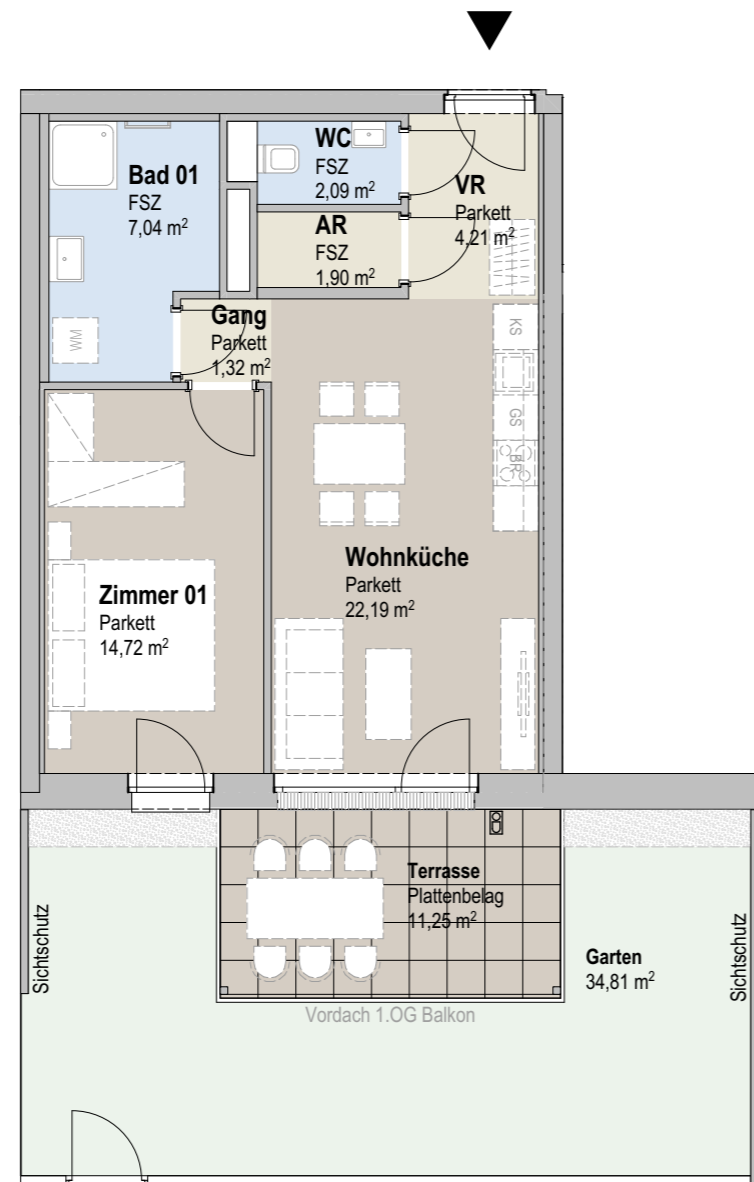 WC
FSZ
2,09 m²
Bad 01
FSZ
7,04 m²
VR
Parkett
4,21 m²
AR
FSZ
1,90 m²
Gang
Parkett
1,32 m²
WM
KS
GS
BR
Wohnküche
Parkett
22,19 m²
Zimmer 01
Parkett
14,72 m²
Terrasse
Plattenbelag
11,25 m²
Sichtschutz
Garten
34,81 m²
Sichtschutz
Vordach 1.OG Balkon